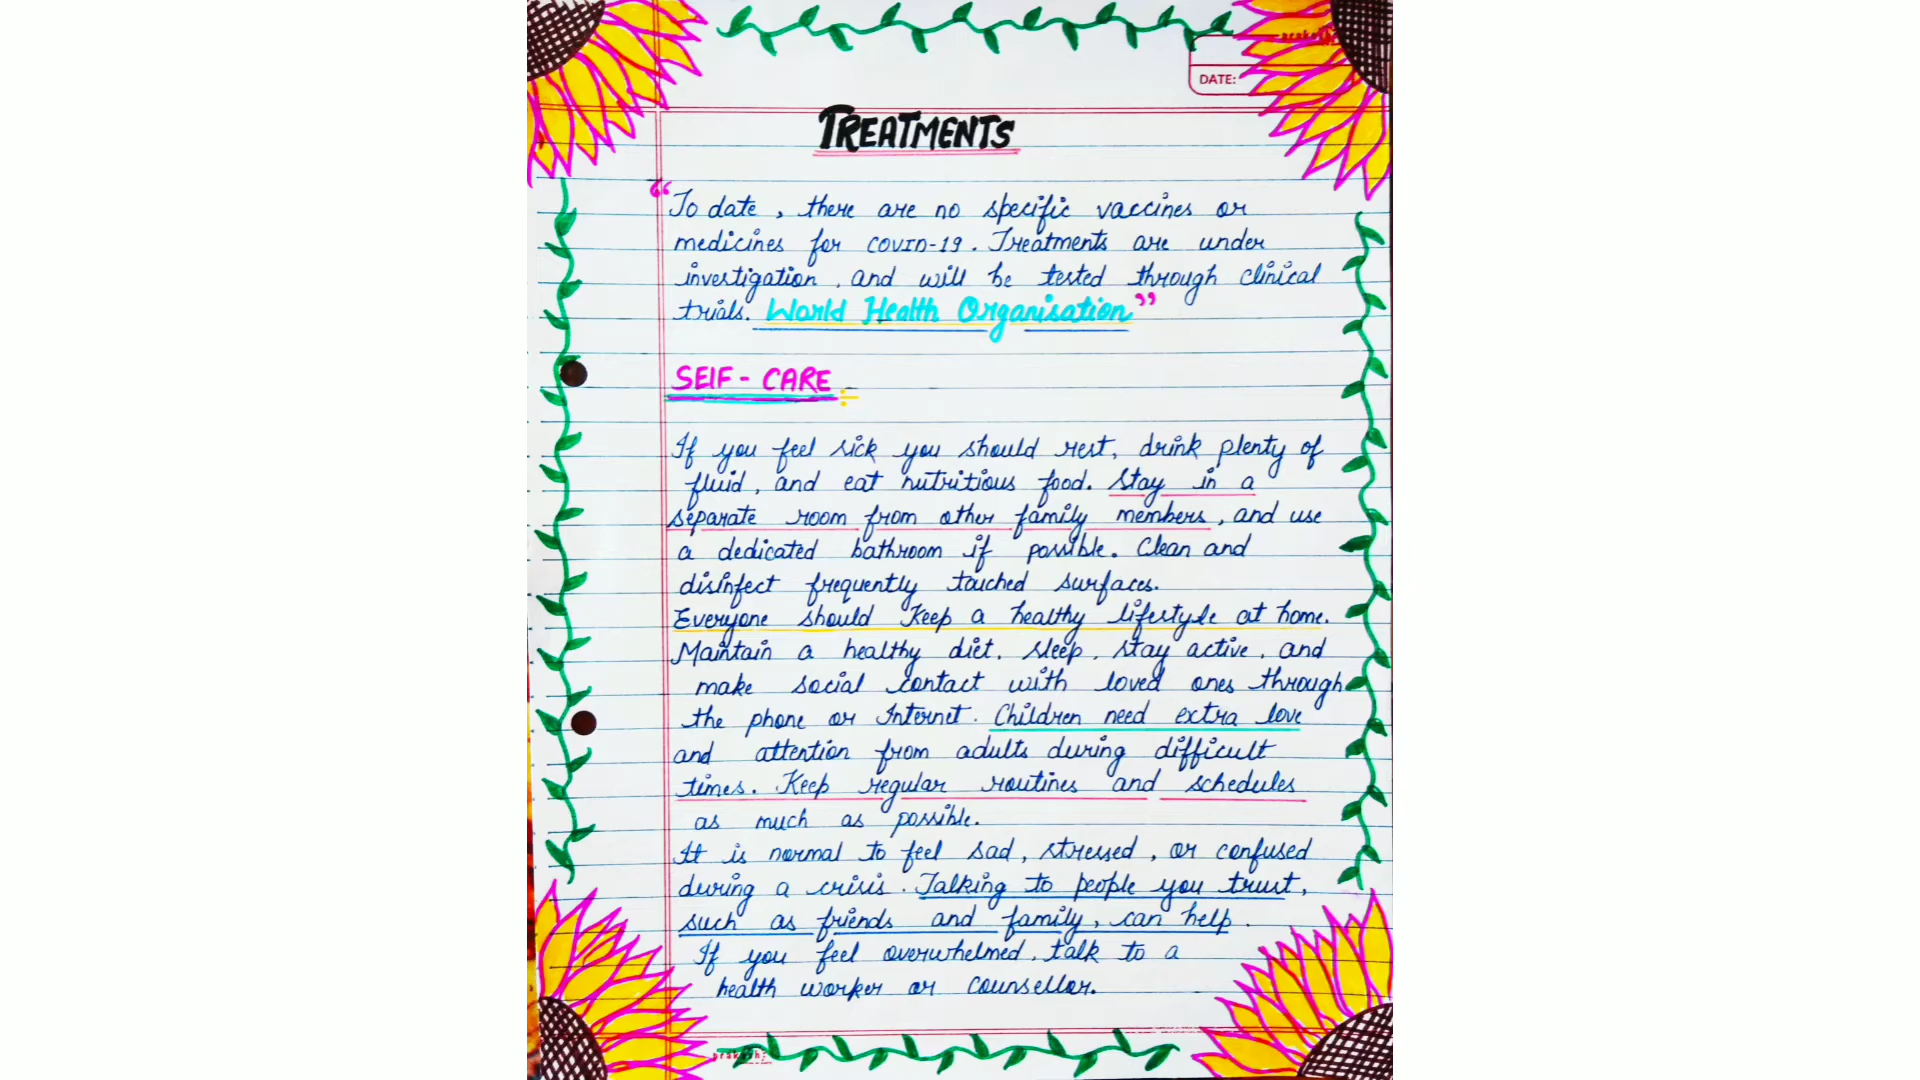 prakash
DATE:
TREATMENTS
“To date, there are no specific vaccines or
medicines for COVID-19. Treatments are under
investigation, and will be tested through clinical
trials. World Health Organisation”
SELF - CARE ÷
If you feel sick you should rest, drink plenty of
fluid, and eat nutritious food. Stay in a
separate room from other family members, and use
a dedicated bathroom if possible. Clean and
disinfect frequently touched surfaces.
Everyone should keep a healthy lifestyle at home.
Maintain a healthy diet, sleep, stay active, and
make social contact with loved ones through
the phone or Internet. Children need extra love
and attention from adults during difficult
times. Keep regular routines and schedules
as much as possible.
It is normal to feel sad, stressed, or confused
during a crisis. Talking to people you trust,
such as friends and family, can help.
If you feel overwhelmed, talk to a
health worker or counsellor.
prakash